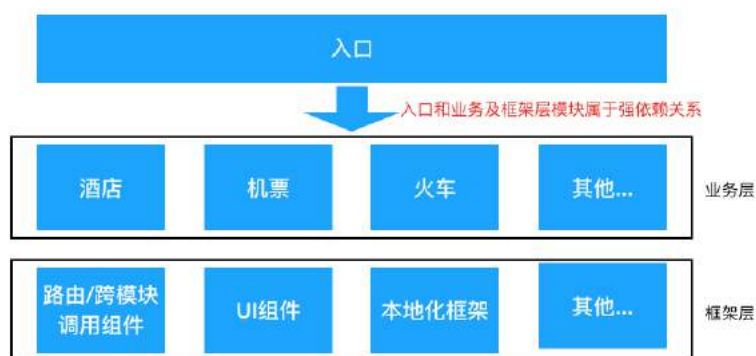 入口
入口和业务及框架层模块属于强依赖关系
酒店
机票
火车
其他...
业务层
路由/跨模块
调用组件
UI组件
本地化框架
其他...
框架层